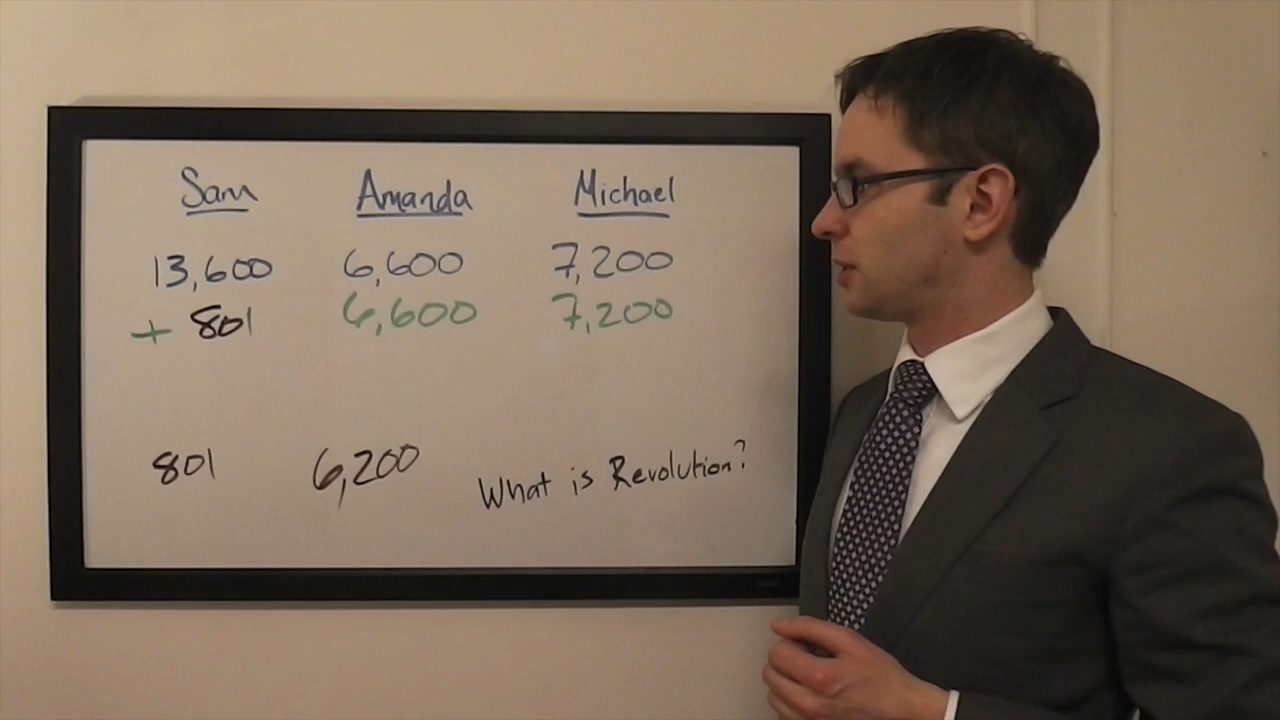 Sam Amanda Michael
13,600 6,600 7,200
+ 801 6,600 7,200
801 6,200 What is Revolution?